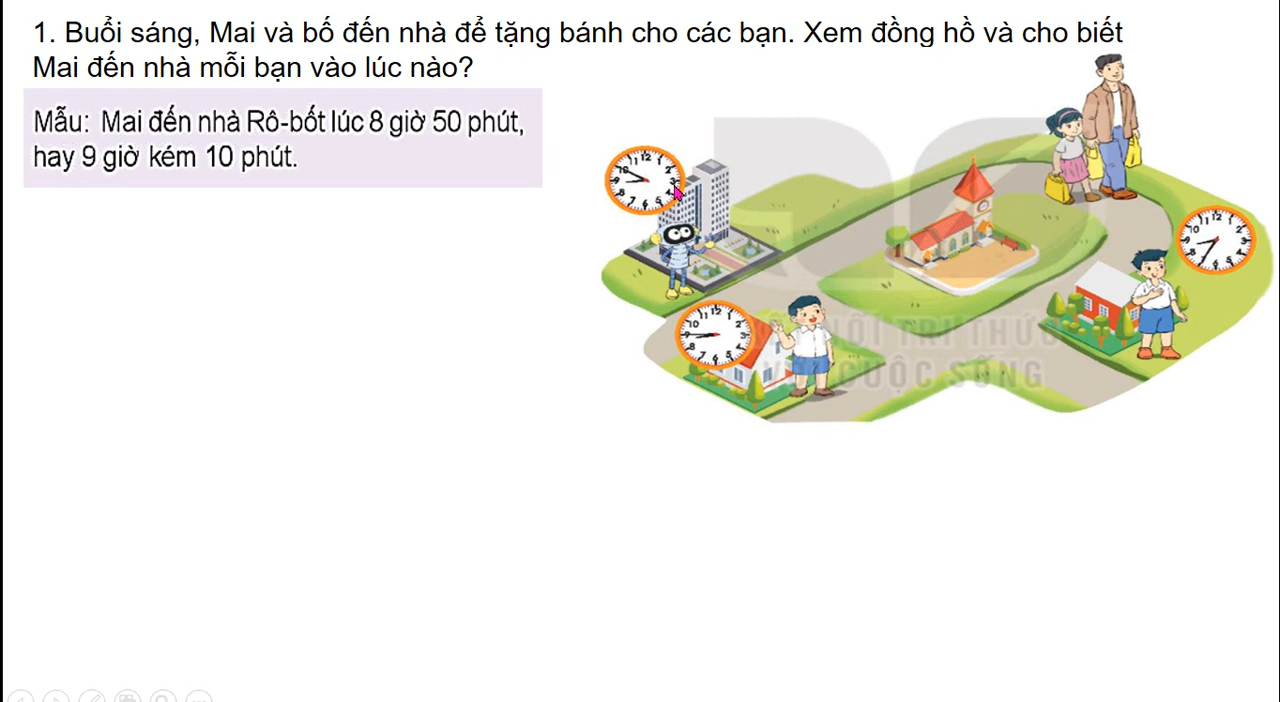 1. Buổi sáng, Mai và bố đến nhà để tặng bánh cho các bạn. Xem đồng hồ và cho biết
Mai đến nhà mỗi bạn vào lúc nào?
Mẫu: Mai đến nhà Rô-bốt lúc 8 giờ 50 phút,
hay 9 giờ kém 10 phút.